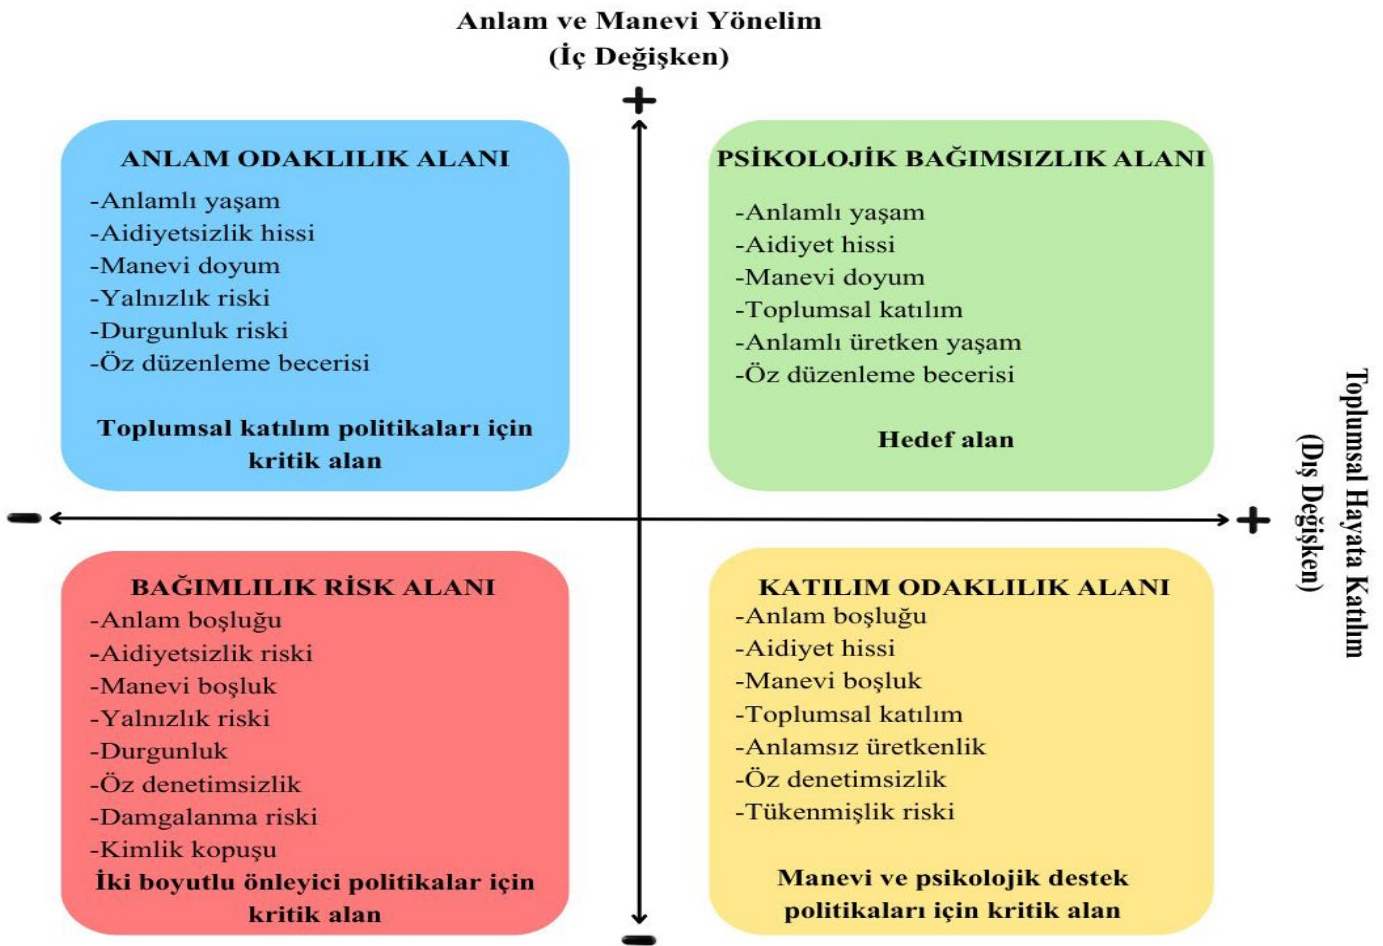 Anlam ve Manevi Yönelim
(İç Değişken)
+
ANLAM ODAKLILIK ALANI
-Anlamlı yaşam
-Aidiyetsizlik hissi
-Manevi doyum
-Yalnızlık riski
-Durgunluk riski
-Öz düzenleme becerisi
Toplumsal katılım politikaları için
kritik alan
PSİKOLOJİK BAĞIMSIZLIK ALANI
-Anlamlı yaşam
-Aidiyet hissi
-Manevi doyum
-Toplumsal katılım
-Anlamlı üretken yaşam
-Öz düzenleme becerisi
Hedef alan
-
+
Toplumsal Hayata Katılım
(Dış Değişken)
BAĞIMLILIK RİSK ALANI
-Anlam boşluğu
-Aidiyetsizlik riski
-Manevi boşluk
-Yalnızlık riski
-Durgunluk
-Öz denetimsizlik
-Damgalanma riski
-Kimlik kopuşu
İki boyutlu önleyici politikalar için
kritik alan
KATILIM ODAKLILIK ALANI
-Anlam boşluğu
-Aidiyet hissi
-Manevi boşluk
-Toplumsal katılım
-Anlamsız üretkenlik
-Öz denetimsizlik
-Tükenmişlik riski
Manevi ve psikolojik destek
politikaları için kritik alan
-